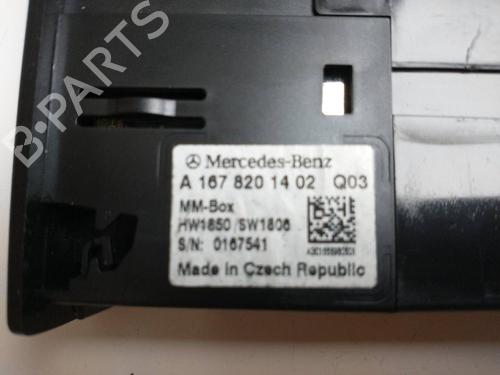 B-PARTS
Mercedes-Benz
A 167 820 14 02 Q03
MM-Box
HW1850/SW1806
S/N: 0167541
Made in Czech Republic